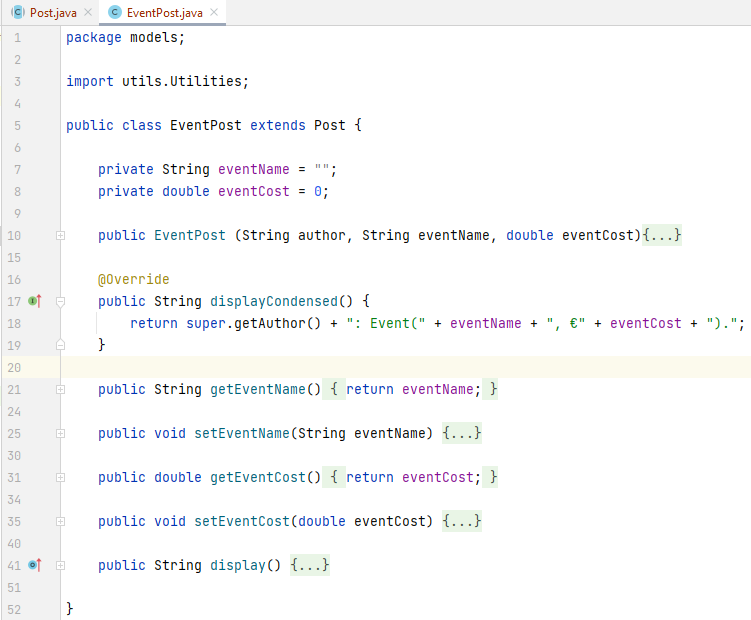 Post.java EventPost.java
1 package models;
2
3 import utils.Utilities;
4
5 public class EventPost extends Post {
6
7 private String eventName = "";
8 private double eventCost = 0;
9
10 public EventPost (String author, String eventName, double eventCost){...}
15
16 @Override
17 public String displayCondensed() {
18 return super.getAuthor() + ": Event(" + eventName + ", €" + eventCost + ").";
19 }
20
21 public String getEventName() { return eventName; }
24
25 public void setEventName(String eventName) {...}
30
31 public double getEventCost() { return eventCost; }
34
35 public void setEventCost(double eventCost) {...}
40
41 public String display() {...}
51
52 }